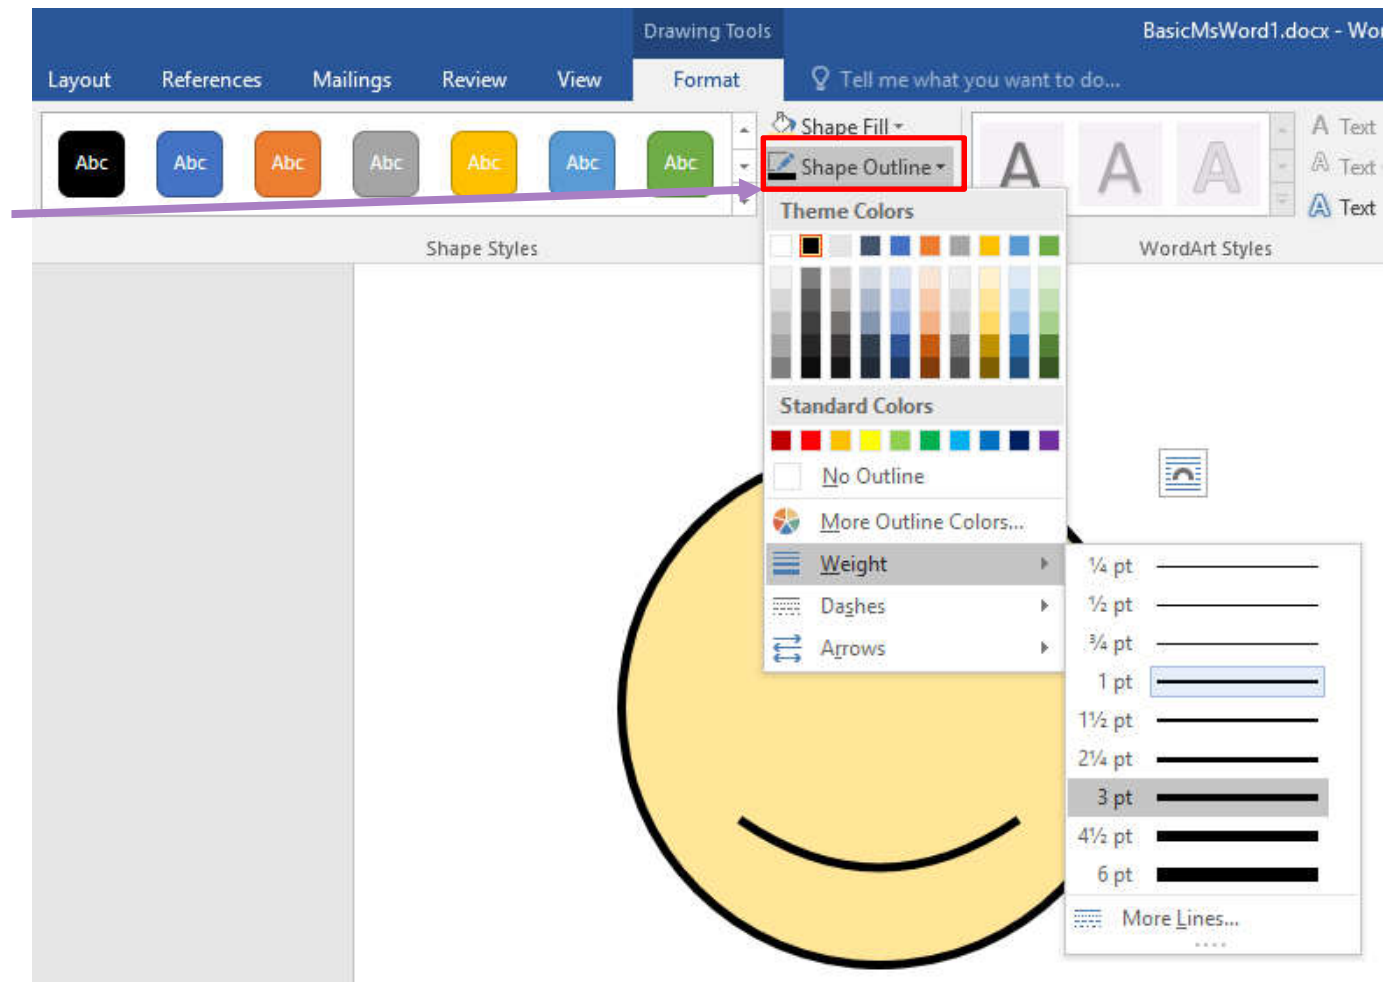 Drawing Tools
BasicMsWord1.docx - Wor
Layout References Mailings Review View Format Tell me what you want to do...
Abc Abc Abc Abc Abc Abc Abc
Shape Fill
Shape Outline
A A A
A Text
A Text
A Text
Shape Styles
WordArt Styles
Theme Colors
Standard Colors
No Outline
More Outline Colors...
Weight
Dashes
Arrows
¼ pt
½ pt
¾ pt
1 pt
1½ pt
2¼ pt
3 pt
4½ pt
6 pt
More Lines...